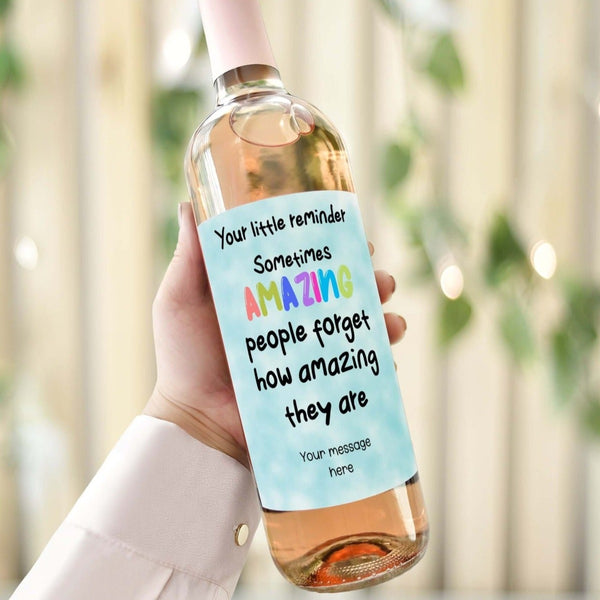 Your little reminder
Sometimes
AMAZING
people forget
how amazing
they are
Your message
here